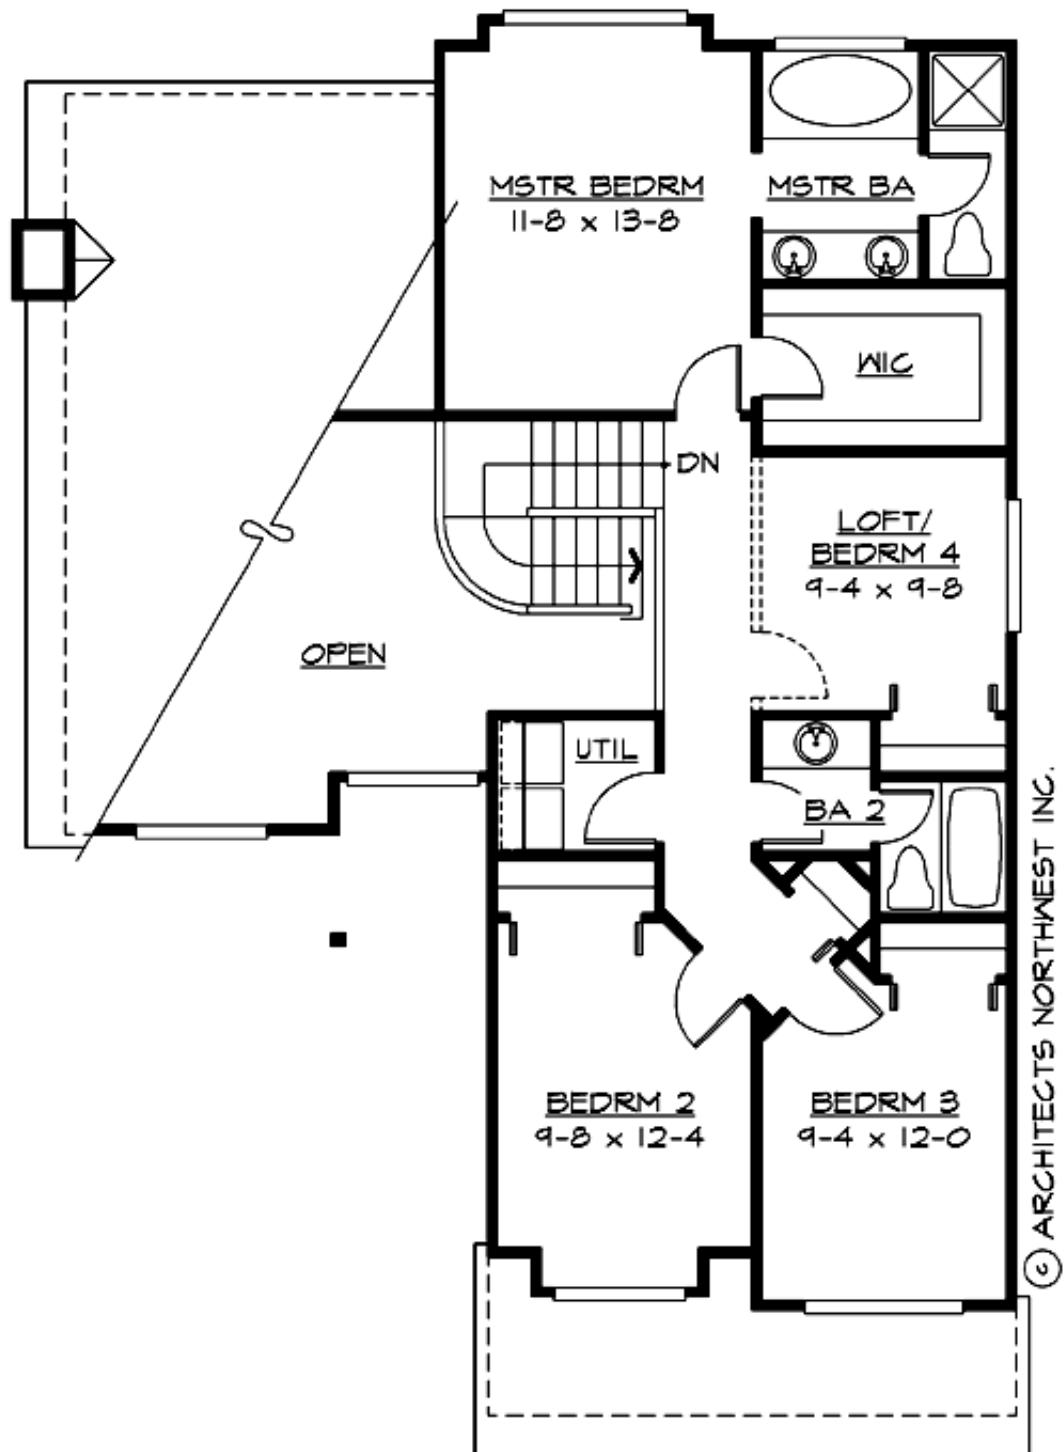 MSTR BEDRM
11-8 x 13-8
MSTR BA
WIC
DN
LOFT/
BEDRM 4
9-4 x 9-8
OPEN
UTIL
BA 2
BEDRM 2
9-8 x 12-4
BEDRM 3
9-4 x 12-0
© ARCHITECTS NORTHWEST INC.